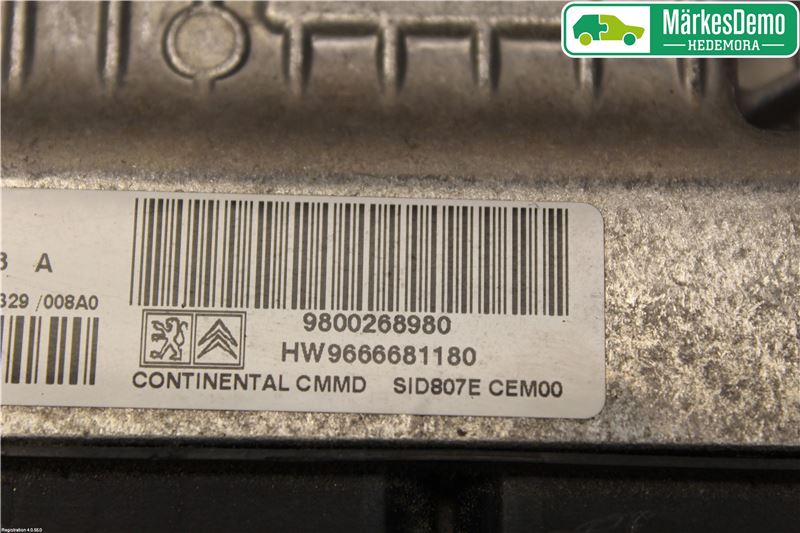 MärkesDemo
HEDEMORA
A
329 /008A0
9800268980
HW9666681180
CONTINENTAL CMMD SID807E CEM00